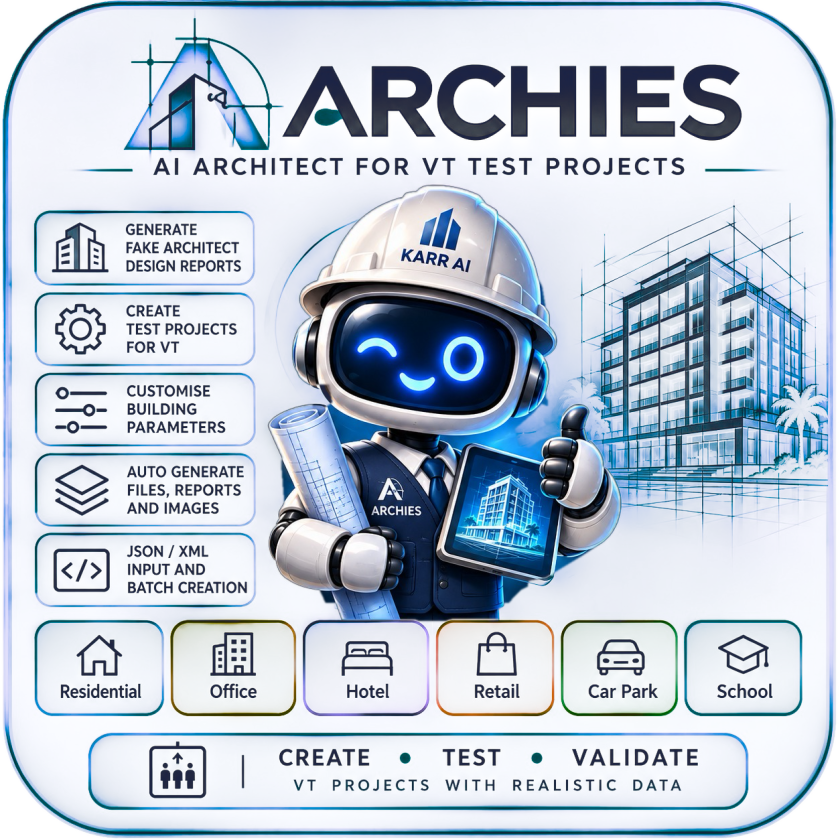 ARCHIES
AI ARCHITECT FOR VT TEST PROJECTS
GENERATE
FAKE ARCHITECT
DESIGN REPORTS
CREATE
TEST PROJECTS
FOR VT
CUSTOMISE
BUILDING
PARAMETERS
AUTO GENERATE
FILES, REPORTS
AND IMAGES
</>
JSON / XML
INPUT AND
BATCH CREATION
KARR AI
ARCHIES
Residential
Office
Hotel
Retail
Car Park
School
CREATE • TEST • VALIDATE
VT PROJECTS WITH REALISTIC DATA